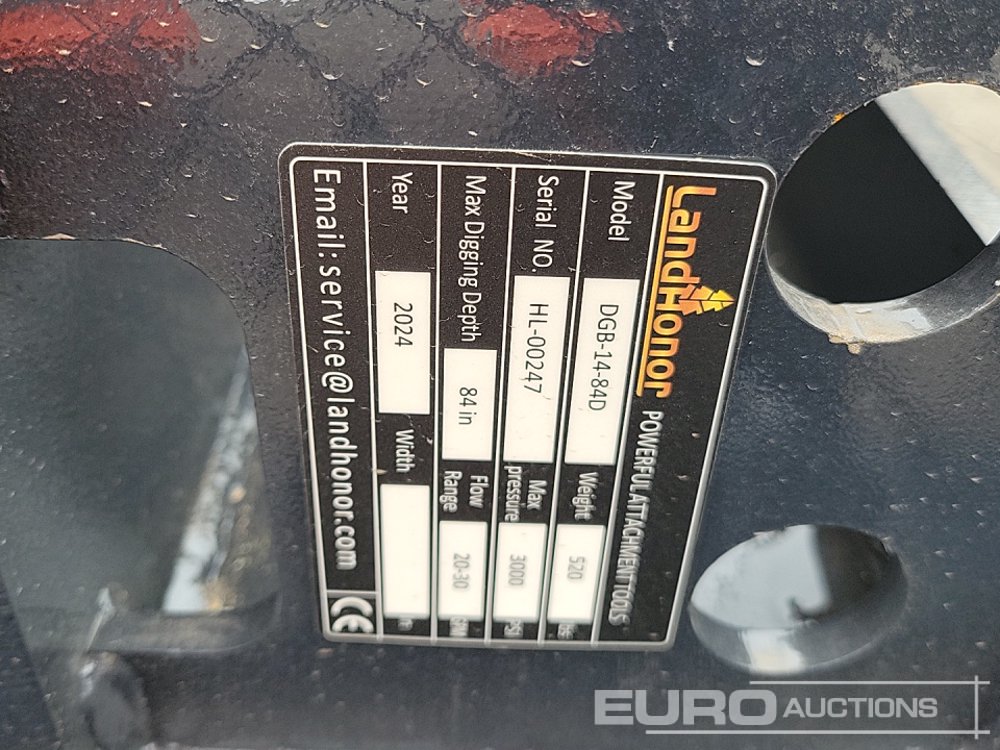 LandHonor POWERFUL ATTACHMENT TOOLS
Model DGB-14-84D Weight 520
Serial NO. HL-00247 Max pressure 3000 PSI
Max Digging Depth 84 in Flow Range 20-30 GPM
Year 2024 Width
Email:service@landhonor.com CE
EURO AUCTIONS